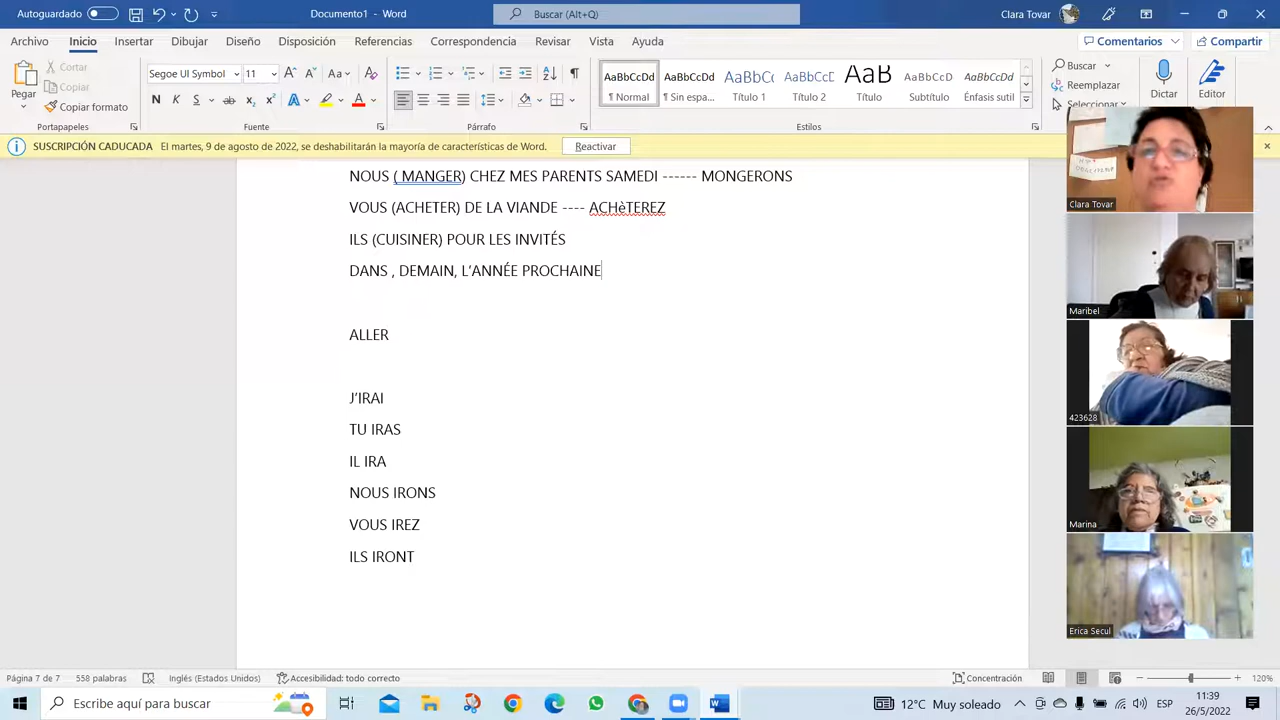 Autoguardado
Documento1 - Word
Buscar (Alt+Q)
Clara Tovar
Archivo Inicio Insertar Dibujar Diseño Disposición Referencias Correspondencia Revisar Vista Ayuda
Comentarios Compartir
Pegar
Cortar
Copiar
Copiar formato
Portapapeles
Segoe UI Symbol 11
Fuente
Párrafo
AaBbCcDd AaBbCcDd AaBbCc AaBbCcD AaB AaBbCcD AaBbCcDd
¶ Normal ¶ Sin espa... Título 1 Título 2 Título Subtítulo Énfasis sutil
Estilos
Buscar
Reemplazar
Seleccionar
Dictar
Editor
SUSCRIPCIÓN CADUCADA El martes, 9 de agosto de 2022, se deshabilitarán la mayoría de características de Word. Reactivar
NOUS ( MANGER) CHEZ MES PARENTS SAMEDI ------ MONGERONS
VOUS (ACHETER) DE LA VIANDE ---- ACHèTEREZ
ILS (CUISINER) POUR LES INVITÉS
DANS , DEMAIN, L’ANNÉE PROCHAINE
ALLER
J’IRAI
TU IRAS
IL IRA
NOUS IRONS
VOUS IREZ
ILS IRONT
Clara Tovar
Maribel
423628
Marina
Erica Secul
Página 7 de 7 558 palabras Inglés (Estados Unidos) Accesibilidad: todo correcto Concentración 120%
Escribe aquí para buscar
12°C Muy soleado
ESP
11:39
26/5/2022